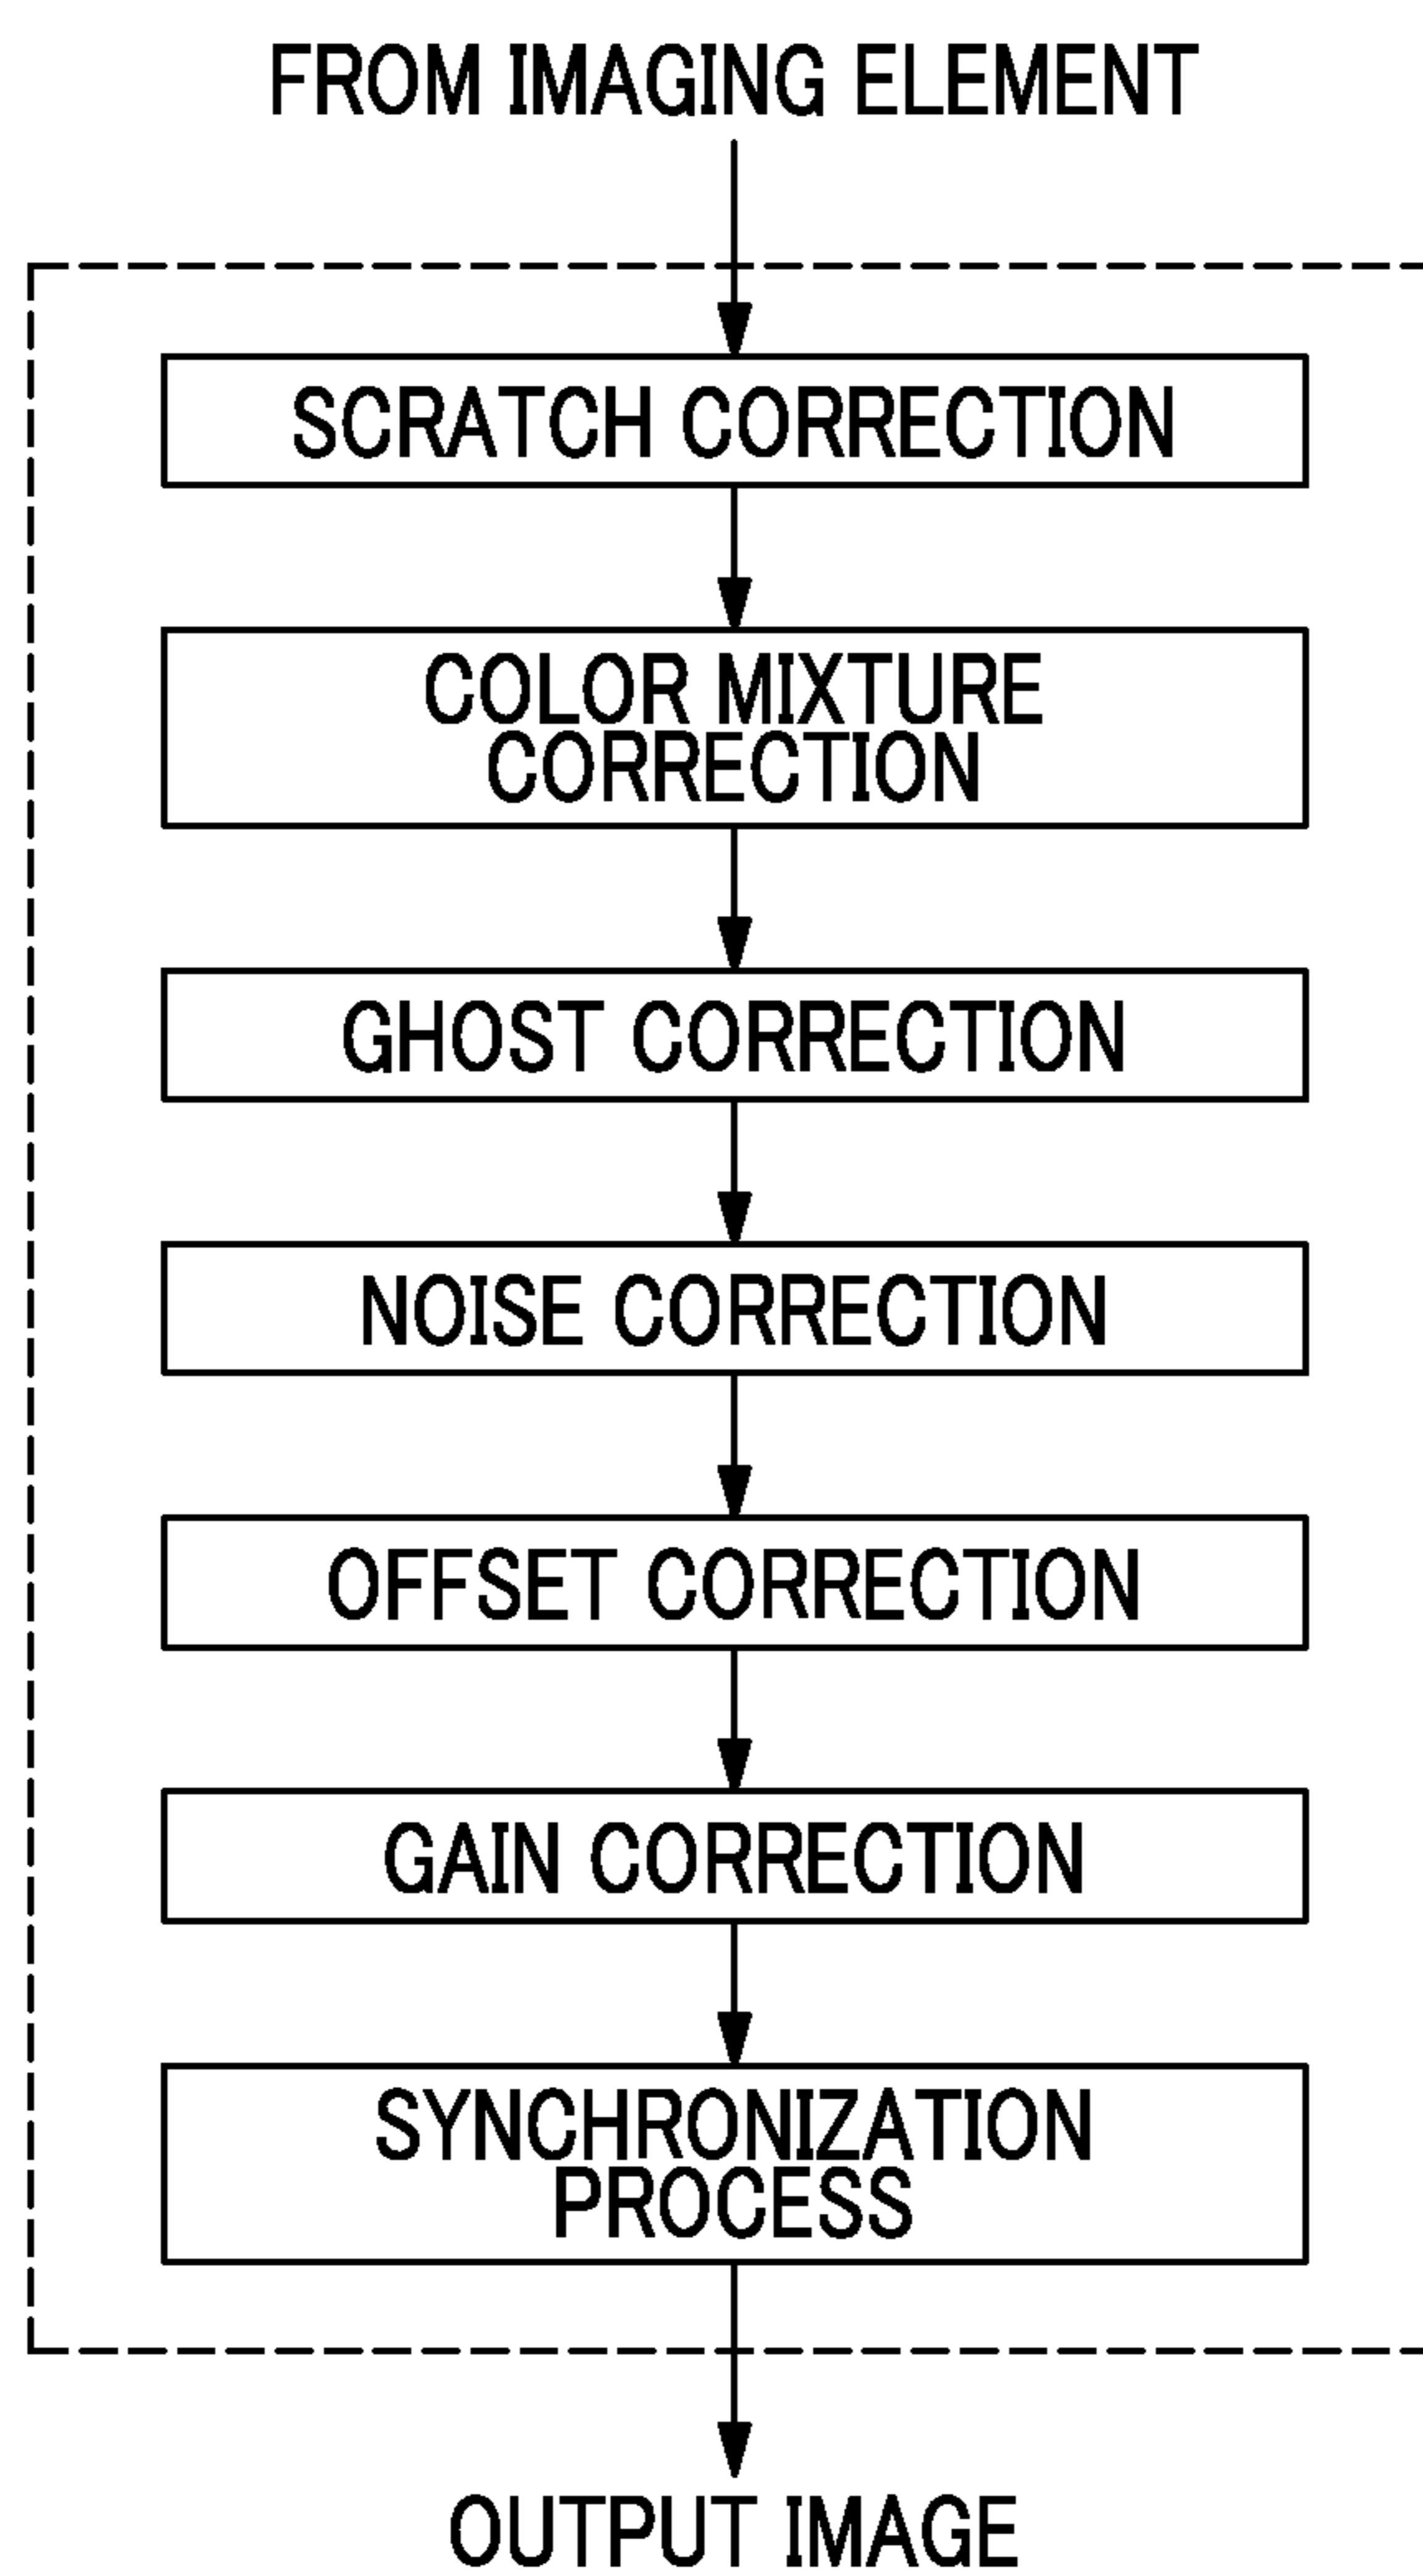 FROM IMAGING ELEMENT
SCRATCH CORRECTION
COLOR MIXTURE
CORRECTION
GHOST CORRECTION
NOISE CORRECTION
OFFSET CORRECTION
GAIN CORRECTION
SYNCHRONIZATION
PROCESS
OUTPUT IMAGE